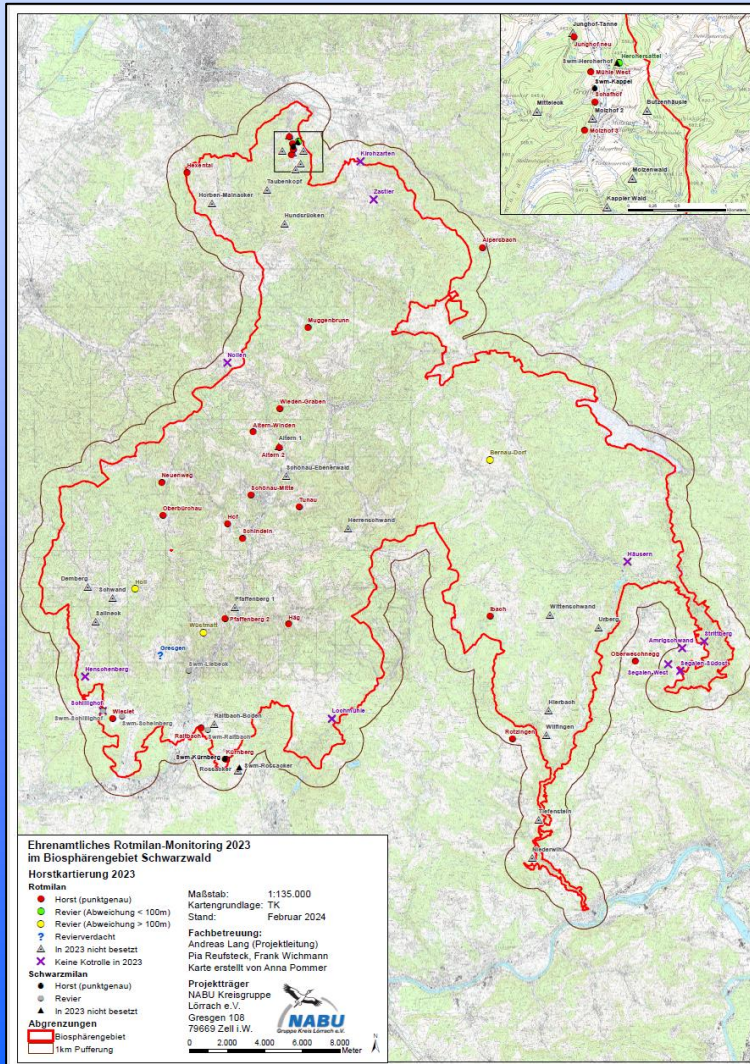 Junghof-Tanne
Junghof neu
Mühle West
Swm-Kappel
Schafhof
Molzhof 2
Mitteleck
Butzenhäusle
Molzhof 3
Molzenwald
Kappler Wald
Kirchzarten
Hexental
Zastler
Taubenkopf
Horben-Mainacker
Hundsrücken
Alpersbach
Muggenbrunn
Nollen
Wieden-Graben
Aitern-Winden
Aitern 1
Aitern 2
Bernau-Dorf
Schönau-Ebenerwald
Neuenweg
Schönau-Mitte
Tunau
Oberbürchau
Hof
Herrenschwand
Schindeln
Häusern
Demberg
Schwand
Holl
Sallneck
Pfaffenberg 1
Pfaffenberg 2
Häg
Wüstmatt
Ibach
Wittenschwand
Urberg
Gresgen
Strittberg
Amrigschwand
Oberweschnegg
Segalen-Südost
Segalen-West
Swm-Liebeck
Henschenberg
Schillighof
Wieslet
Swm-Schillighof
Swm-Scheinberg
Raitbach-Boden
Raitbach
Swm-Raitbach
Lochmühle
Hierbach
Wilfingen
Rotzingen
Kürnberg
Swm-Kürnberg
Rossacker
Swm-Rossacker
Tiefenstein
Niederwihl
Ehrenamtliches Rotmilan-Monitoring 2023
im Biosphärengebiet Schwarzwald
Horstkartierung 2023
Rotmilan
Horst (punktgenau)
Revier (Abweichung < 100m)
Revier (Abweichung > 100m)
? Revierverdacht
In 2023 nicht besetzt
Keine Kotrolle in 2023
Schwarzmilan
Horst (punktgenau)
Revier
In 2023 nicht besetzt
Abgrenzungen
Biosphärengebiet
1km Pufferung
Maßstab: 1:135.000
Kartengrundlage: TK
Stand: Februar 2024
Fachbetreuung:
Andreas Lang (Projektleitung)
Pia Reufsteck, Frank Wichmann
Karte erstellt von Anna Pommer
Projektträger
NABU Kreisgruppe
Lörrach e.V.
Gresgen 108
79669 Zell i.W.
NABU
Gruppe Kreis Lörrach e.V.
0 2.000 4.000 6.000 8.000
Meter
N